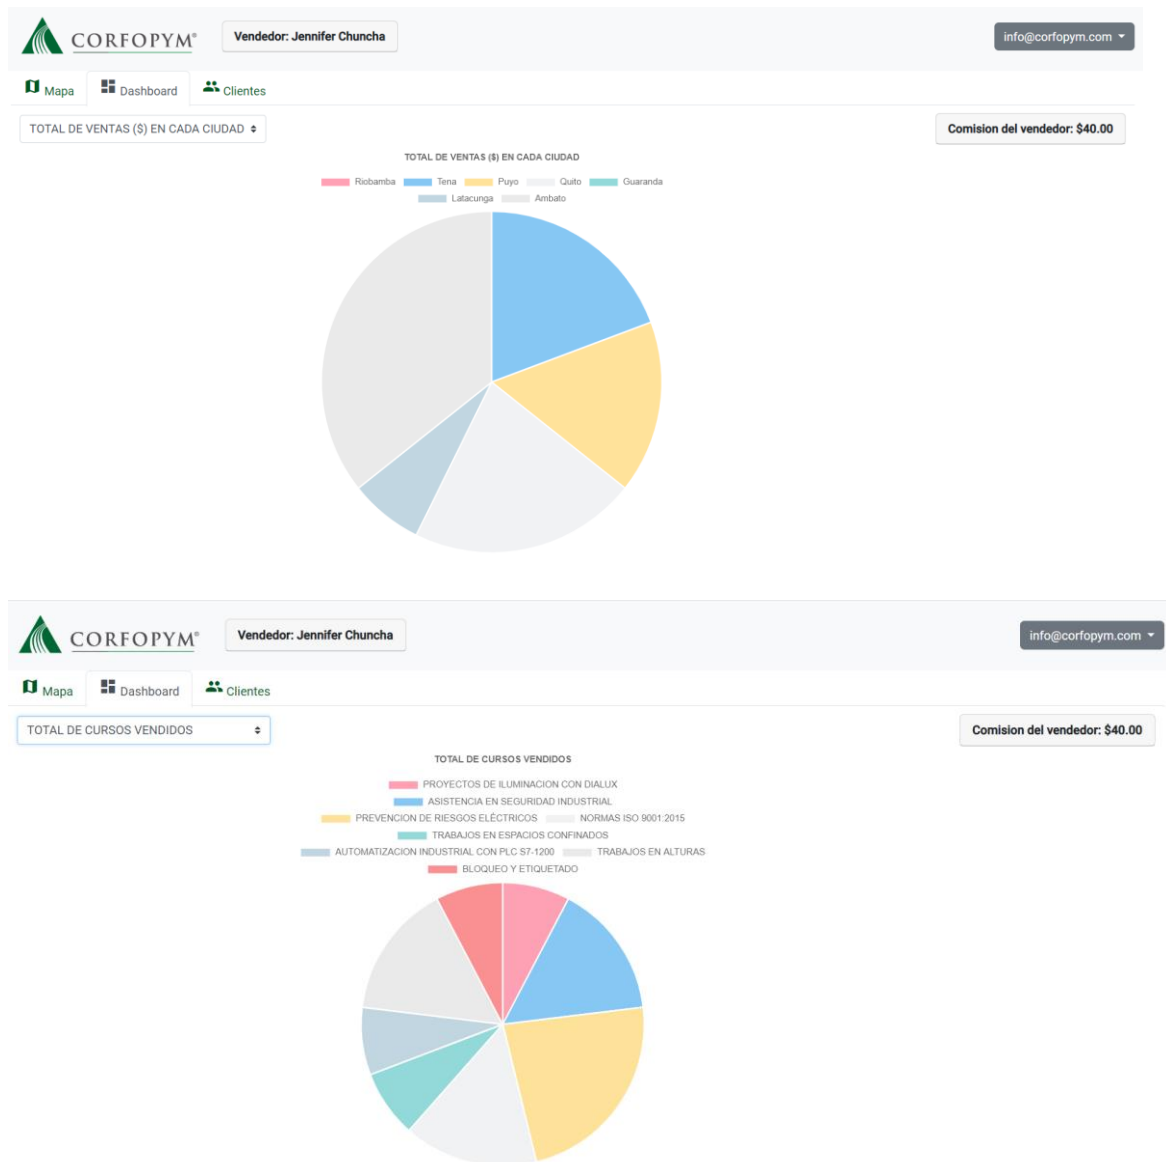 CORFOPYM®
Vendedor: Jennifer Chuncha
info@corfopym.com
Mapa
Dashboard
Clientes
TOTAL DE VENTAS ($) EN CADA CIUDAD
Comision del vendedor: $40.00
TOTAL DE VENTAS ($) EN CADA CIUDAD
Riobamba Tena Puyo Quito Guaranda
Latacunga Ambato
CORFOPYM®
Vendedor: Jennifer Chuncha
info@corfopym.com
Mapa
Dashboard
Clientes
TOTAL DE CURSOS VENDIDOS
Comision del vendedor: $40.00
TOTAL DE CURSOS VENDIDOS
PROYECTOS DE ILUMINACION CON DIALUX
ASISTENCIA EN SEGURIDAD INDUSTRIAL
PREVENCION DE RIESGOS ELÉCTRICOS NORMAS ISO 9001:2015
TRABAJOS EN ESPACIOS CONFINADOS
AUTOMATIZACION INDUSTRIAL CON PLC S7-1200 TRABAJOS EN ALTURAS
BLOQUEO Y ETIQUETADO